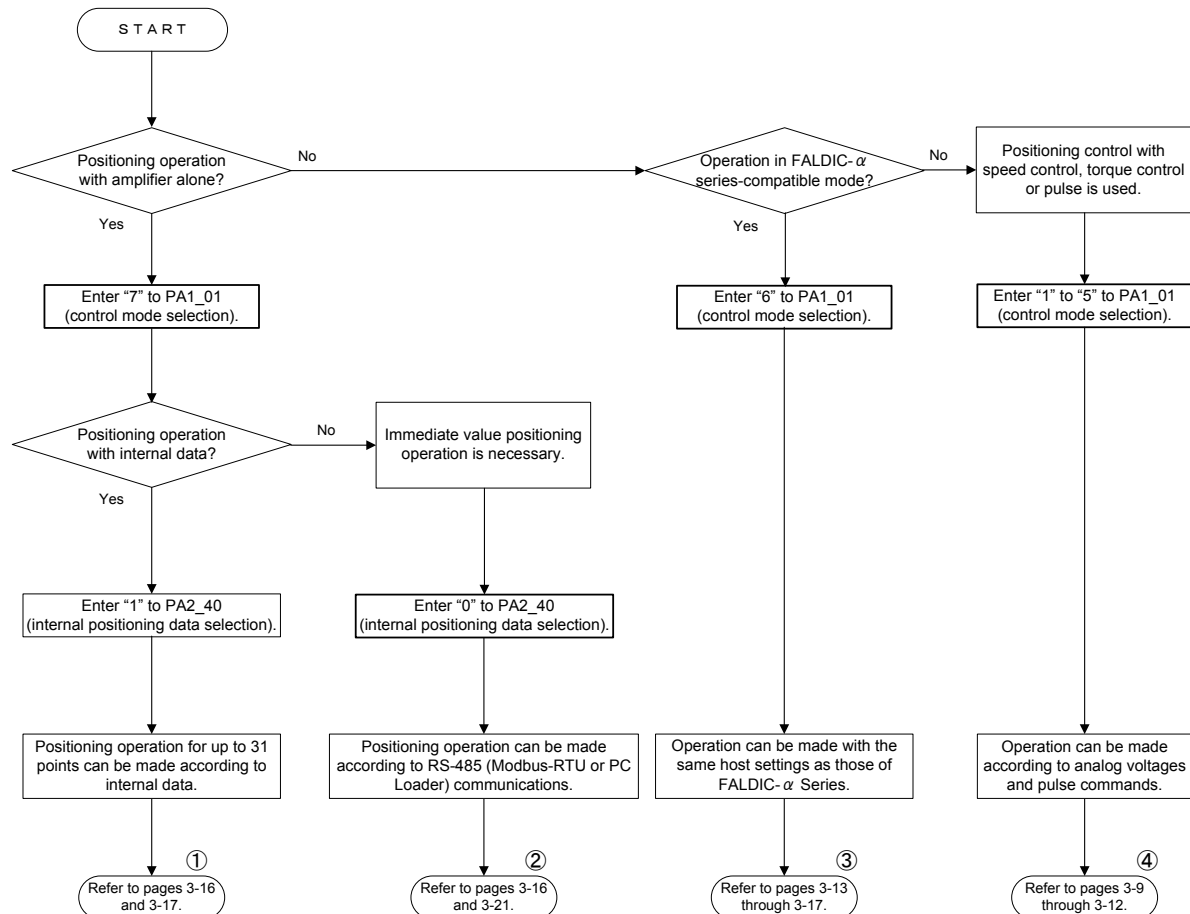 S T A R T
Positioning operation
with amplifier alone?
No
Yes
Operation in FALDIC-α
series-compatible mode?
No
Yes
Positioning control with
speed control, torque control
or pulse is used.
Enter “7” to PA1_01
(control mode selection).
Enter “6” to PA1_01
(control mode selection).
Enter “1” to “5” to PA1_01
(control mode selection).
Positioning operation
with internal data?
No
Yes
Immediate value positioning
operation is necessary.
Enter “1” to PA2_40
(internal positioning data selection).
Enter “0” to PA2_40
(internal positioning data selection).
Positioning operation for up to 31
points can be made according to
internal data.
Positioning operation can be made
according to RS-485 (Modbus-RTU or PC
Loader) communications.
Operation can be made with the
same host settings as those of
FALDIC-α Series.
Operation can be made
according to analog voltages
and pulse commands.
①
Refer to pages 3-16
and 3-17.
②
Refer to pages 3-16
and 3-21.
③
Refer to pages 3-13
through 3-17.
④
Refer to pages 3-9
through 3-12.